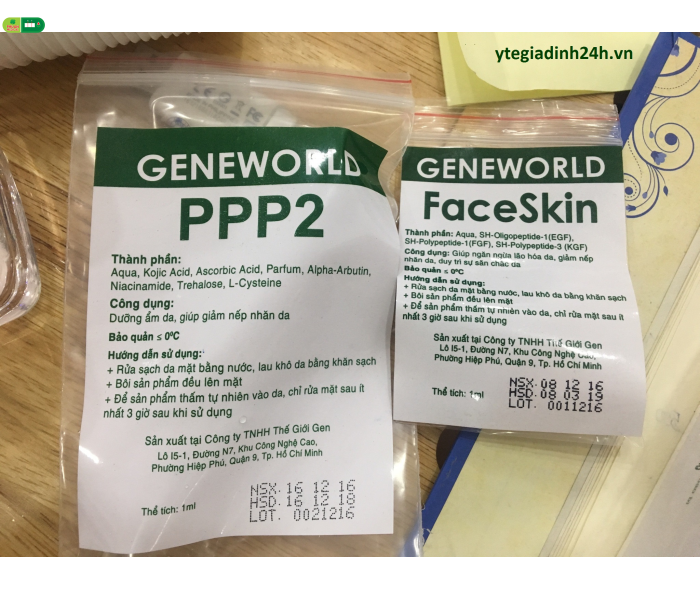 ytegiadinh24h.vn
GENEWORLD
PPP2
Thành phần:
Aqua, Kojic Acid, Ascorbic Acid, Parfum, Alpha-Arbutin,
Niacinamide, Trehalose, L-Cysteine
Công dụng:
Dưỡng ẩm da, giúp giảm nếp nhăn da
Bảo quản ≤ 0ºC
Hướng dẫn sử dụng:
+ Rửa sạch da mặt bằng nước, lau khô da bằng khăn sạch
+ Bôi sản phẩm đều lên mặt
+ Để sản phẩm thấm tự nhiên vào da, chỉ rửa mặt sau ít
nhất 3 giờ sau khi sử dụng
Sản xuất tại Công ty TNHH Thế Giới Gen
Lô I5-1, Đường N7, Khu Công Nghệ Cao,
Phường Hiệp Phú, Quận 9, Tp. Hồ Chí Minh
Thể tích: 1ml
NSX. 16 12 16
HSD. 16 12 18
LOT. 0021216
GENEWORLD
FaceSkin
Thành phần: Aqua, SH-Oligopeptide-1(EGF),
SH-Polypeptide-1(FGF), SH-Polypeptide-3 (KGF)
Công dụng: Giúp ngăn ngừa lão hóa da, giảm nếp
nhăn da, duy trì sự săn chắc da
Bảo quản ≤ 0ºC
Hướng dẫn sử dụng:
+ Rửa sạch da mặt bằng nước, lau khô da bằng khăn sạch
+ Bôi sản phẩm đều lên mặt
+ Để sản phẩm thấm tự nhiên vào da, chỉ rửa mặt sau ít
nhất 3 giờ sau khi sử dụng
Sản xuất tại Công ty TNHH Thế Giới Gen
Lô I5-1, Đường N7, Khu Công Nghệ Cao,
Phường Hiệp Phú, Quận 9, Tp. Hồ Chí Minh
Thể tích: 1ml
NSX. 08 12 16
HSD. 08 03 19
LOT. 0011216